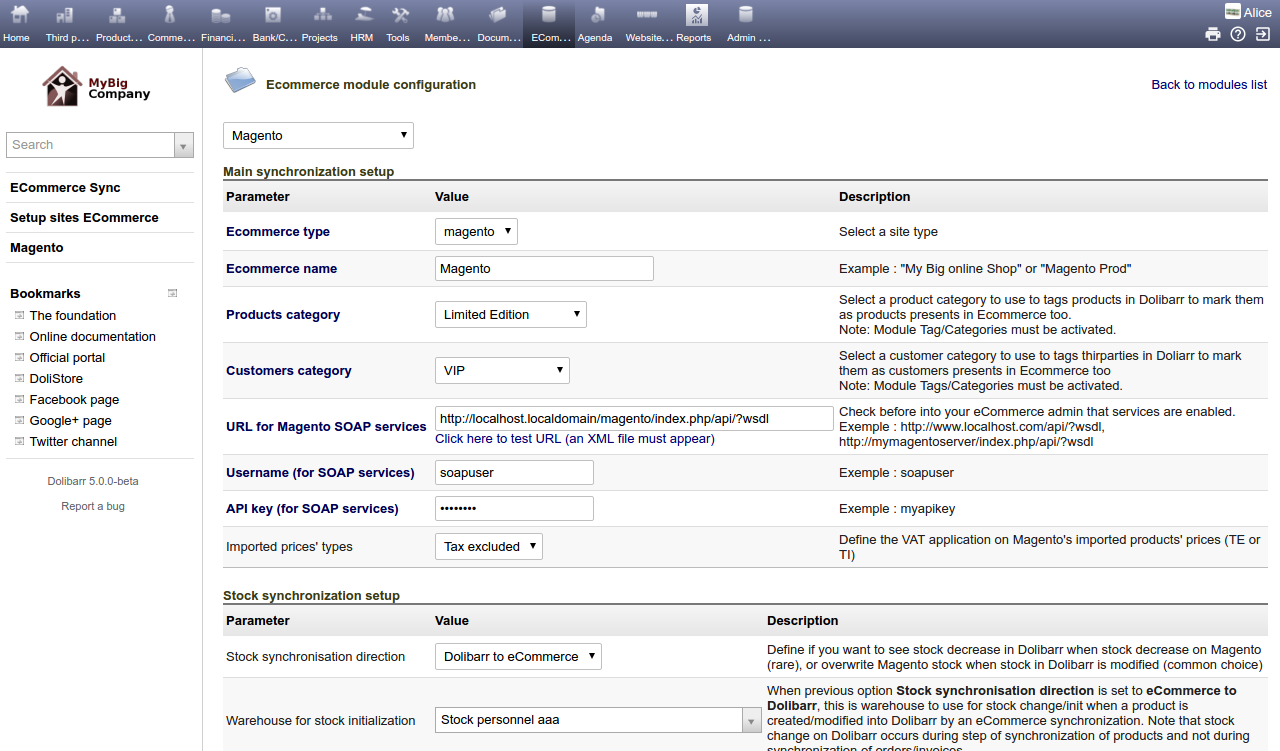 Home Third p… Product… Comme… Financi… Bank/C… Projects HRM Tools Membe… Docum… ECom… Agenda Website… Reports Admin …
Alice
MyBig
Company
Search
ECommerce Sync
Setup sites ECommerce
Magento
Bookmarks
The foundation
Online documentation
Official portal
DoliStore
Facebook page
Google+ page
Twitter channel
Dolibarr 5.0.0-beta
Report a bug
Ecommerce module configuration
Back to modules list
Magento
Main synchronization setup
Parameter Value Description
Ecommerce type magento Select a site type
Ecommerce name Magento Example : "My Big online Shop" or "Magento Prod"
Products category Limited Edition
Select a product category to use to tags products in Dolibarr to mark them
as products presents in Ecommerce too.
Note: Module Tag/Categories must be activated.
Customers category VIP
Select a customer category to use to tags thirparties in Doliarr to mark
them as customers presents in Ecommerce too
Note: Module Tags/Categories must be activated.
URL for Magento SOAP services http://localhost.localdomain/magento/index.php/api/?wsdl
Click here to test URL (an XML file must appear)
Check before into your eCommerce admin that services are enabled.
Exemple : http://www.localhost.com/api/?wsdl,
http://mymagentoserver/index.php/api/?wsdl
Username (for SOAP services) soapuser Exemple : soapuser
API key (for SOAP services) •••••••• Exemple : myapikey
Imported prices' types Tax excluded
Define the VAT application on Magento's imported products' prices (TE or
TI)
Stock synchronization setup
Parameter Value Description
Stock synchronisation direction Dolibarr to eCommerce
Define if you want to see stock decrease in Dolibarr when stock decrease on Magento
(rare), or overwrite Magento stock when stock in Dolibarr is modified (common choice)
Warehouse for stock initialization Stock personnel aaa
When previous option Stock synchronisation direction is set to eCommerce to
Dolibarr, this is warehouse to use for stock change/init when a product is
created/modified into Dolibarr by an eCommerce synchronization. Note that stock
change on Dolibarr occurs during step of synchronization of products and not during
synchronization of orders/invoices.